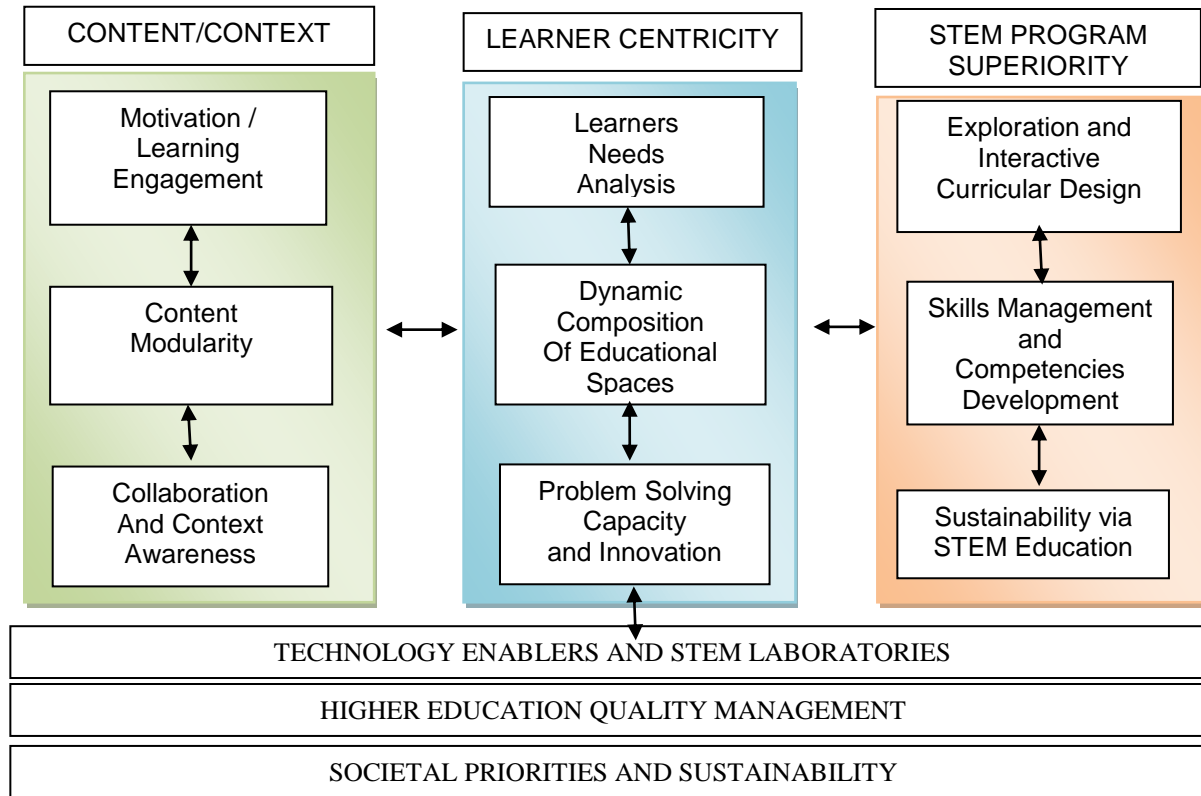 CONTENT/CONTEXT
Motivation /
Learning
Engagement
Content
Modularity
Collaboration
And Context
Awareness
LEARNER CENTRICITY
Learners
Needs
Analysis
Dynamic
Composition
Of Educational
Spaces
Problem Solving
Capacity
and Innovation
STEM PROGRAM
SUPERIORITY
Exploration and
Interactive
Curricular Design
Skills Management
and
Competencies
Development
Sustainability via
STEM Education
TECHNOLOGY ENABLERS AND STEM LABORATORIES
HIGHER EDUCATION QUALITY MANAGEMENT
SOCIETAL PRIORITIES AND SUSTAINABILITY